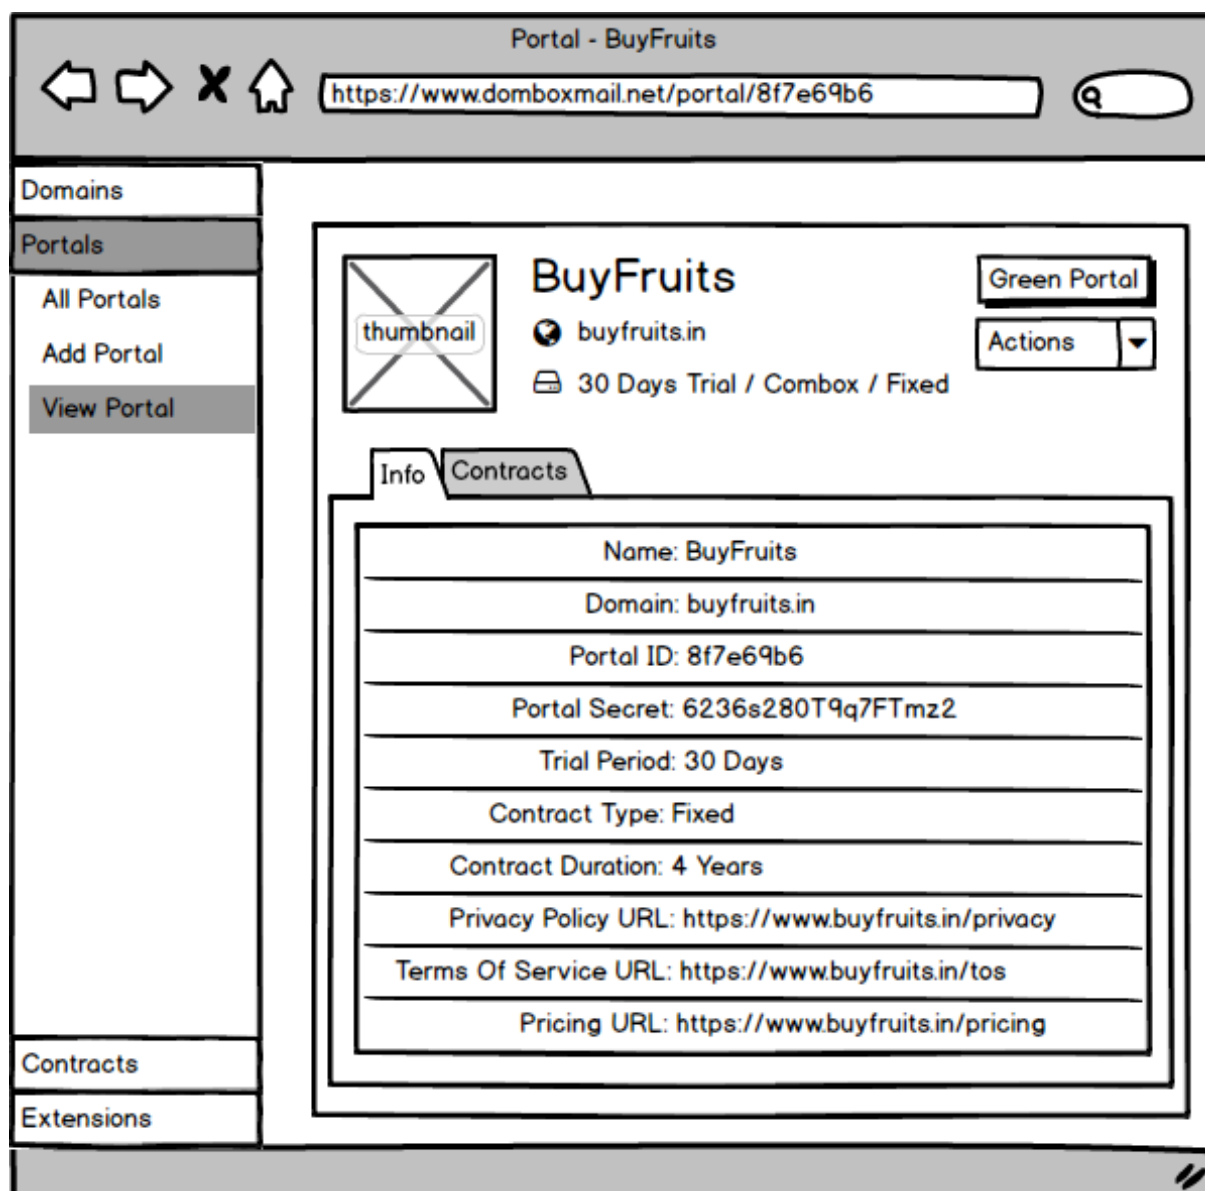 Portal - BuyFruits
https://www.domboxmail.net/portal/8f7e69b6
Domains
Portals
All Portals
Add Portal
View Portal
Contracts
Extensions
thumbnail
BuyFruits
buyfruits.in
30 Days Trial / Combox / Fixed
Green Portal
Actions
Info
Contracts
Name: BuyFruits
Domain: buyfruits.in
Portal ID: 8f7e69b6
Portal Secret: 6236s280T9q7FTmz2
Trial Period: 30 Days
Contract Type: Fixed
Contract Duration: 4 Years
Privacy Policy URL: https://www.buyfruits.in/privacy
Terms Of Service URL: https://www.buyfruits.in/tos
Pricing URL: https://www.buyfruits.in/pricing